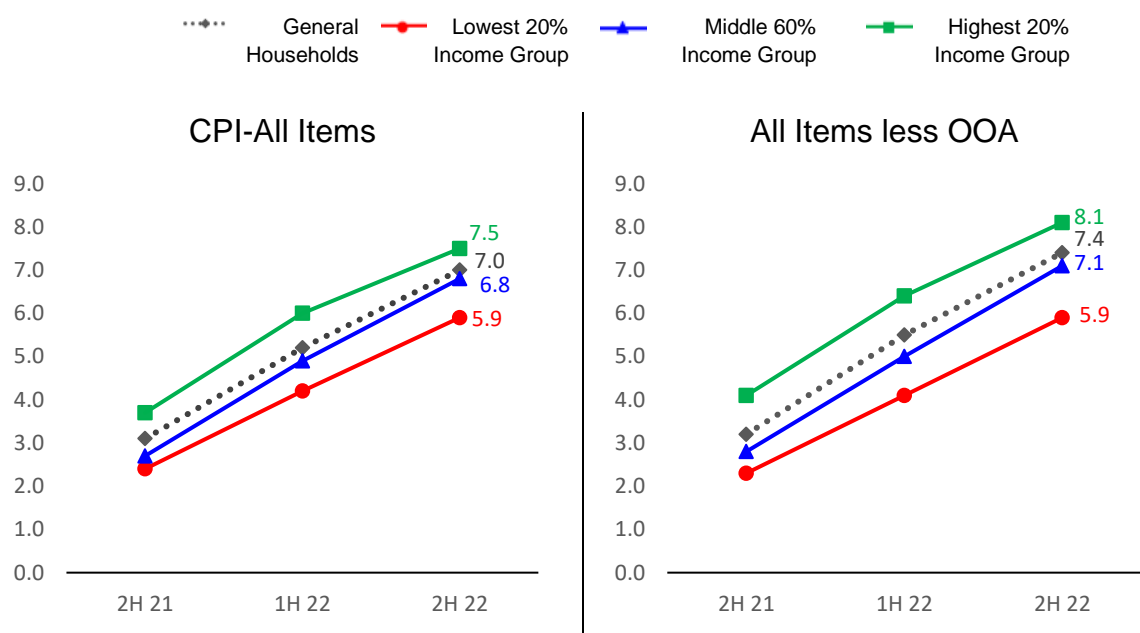 General Households
Lowest 20% Income Group
Middle 60% Income Group
Highest 20% Income Group
CPI-All Items
9.0
8.0
7.0
6.0
5.0
4.0
3.0
2.0
1.0
0.0
7.5
7.0
6.8
5.9
2H 21
1H 22
2H 22
All Items less OOA
9.0
8.0
7.0
6.0
5.0
4.0
3.0
2.0
1.0
0.0
8.1
7.4
7.1
5.9
2H 21
1H 22
2H 22